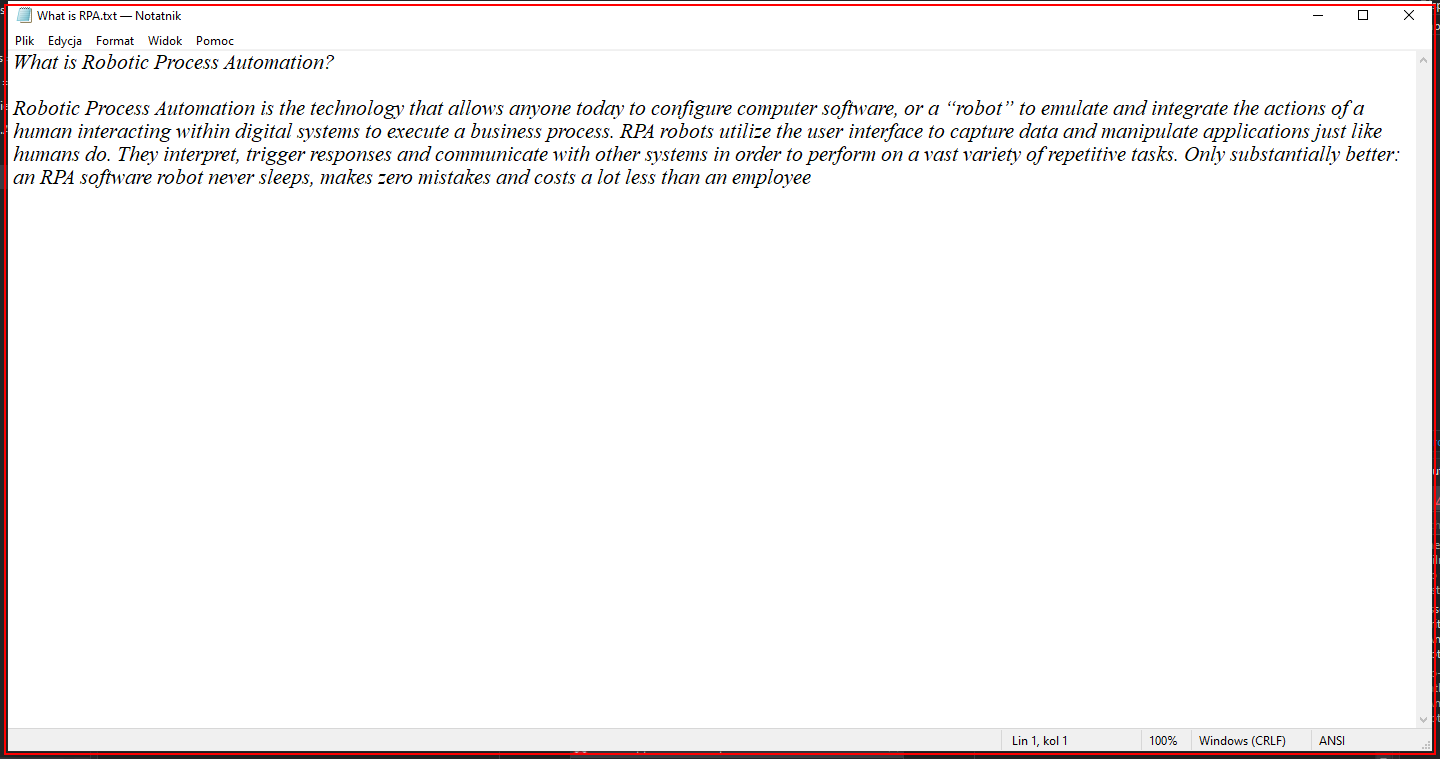 What is RPA.txt — Notatnik
Plik Edycja Format Widok Pomoc
What is Robotic Process Automation?
Robotic Process Automation is the technology that allows anyone today to configure computer software, or a “robot” to emulate and integrate the actions of a
human interacting within digital systems to execute a business process. RPA robots utilize the user interface to capture data and manipulate applications just like
humans do. They interpret, trigger responses and communicate with other systems in order to perform on a vast variety of repetitive tasks. Only substantially better:
an RPA software robot never sleeps, makes zero mistakes and costs a lot less than an employee
Lin 1, kol 1 100% Windows (CRLF) ANSI